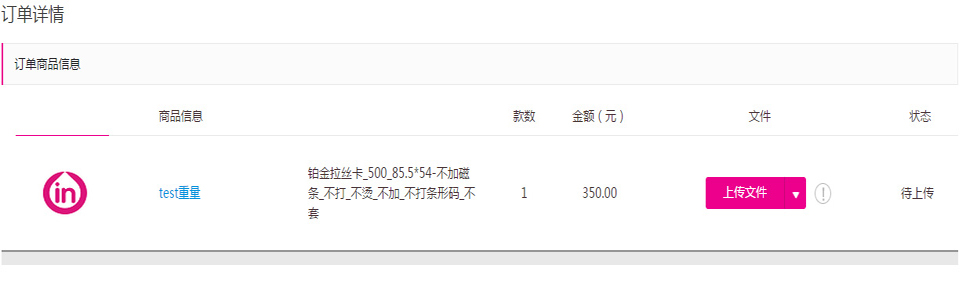 订单详情
订单商品信息
商品信息 款数 金额（元） 文件 状态
in test重量 铂金拉丝卡_500_85.5*54-不加磁 1 350.00 上传文件 待上传
条_不打_不烫_不加_不打条形码_不
套